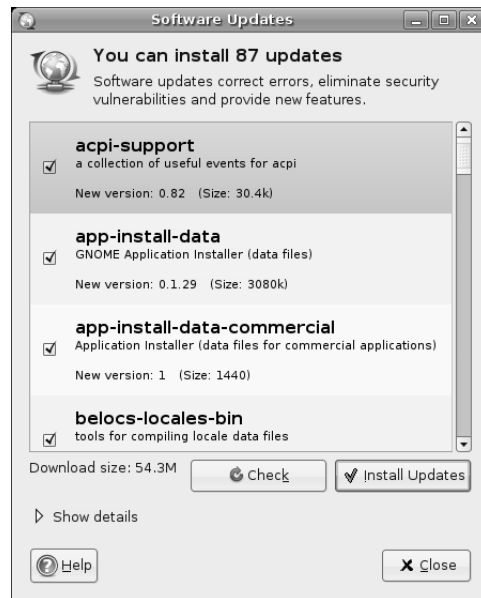 Software Updates
You can install 87 updates
Software updates correct errors, eliminate security
vulnerabilities and provide new features.
acpi-support
a collection of useful events for acpi
New version: 0.82 (Size: 30.4k)
app-install-data
GNOME Application Installer (data files)
New version: 0.1.29 (Size: 3080k)
app-install-data-commercial
Application Installer (data files for commercial applications)
New version: 1 (Size: 1440)
belocs-locales-bin
tools for compiling locale data files
Download size: 54.3M
Check
Install Updates
Show details
Help
Close